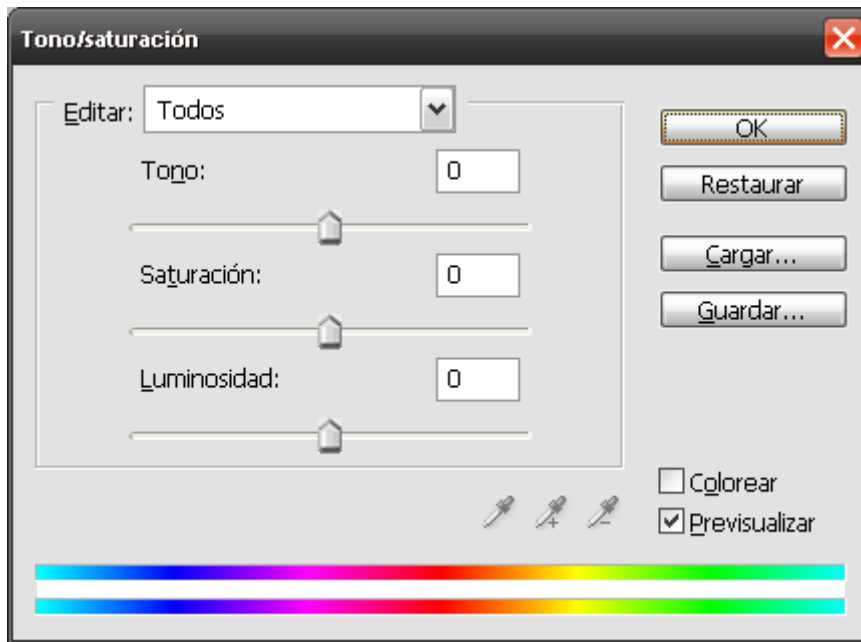 Tono/saturación
Editar: Todos
OK
Tono: 0
Restaurar
Saturación: 0
Cargar...
Guardar...
Luminosidad: 0
Colorear
Previsualizar